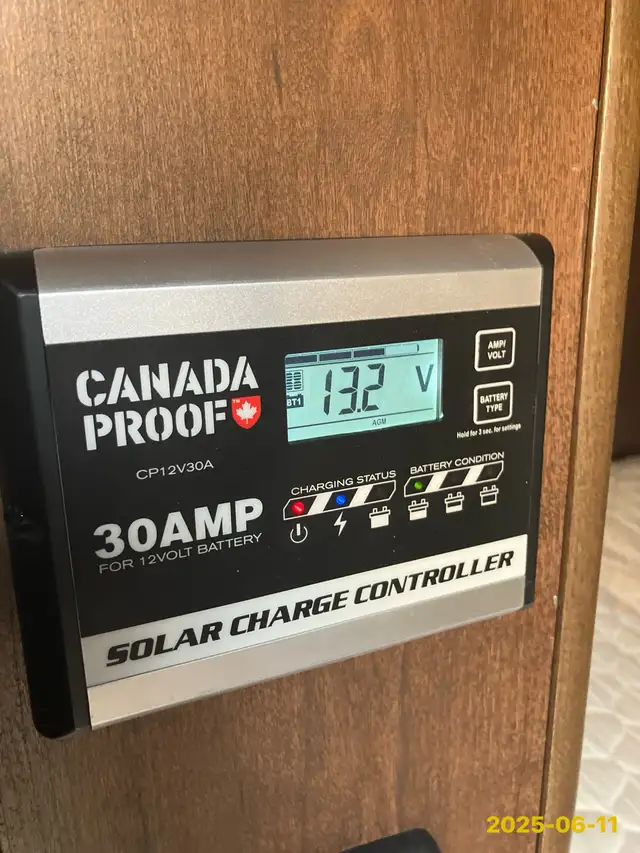 CANADA
PROOF™
CP12V30A
30AMP
FOR 12VOLT BATTERY
BT1
13.2 V
AGM
AMP/
VOLT
BATTERY
TYPE
Hold for 3 sec. for settings
CHARGING STATUS
BATTERY CONDITION
SOLAR CHARGE CONTROLLER
2025-06-11